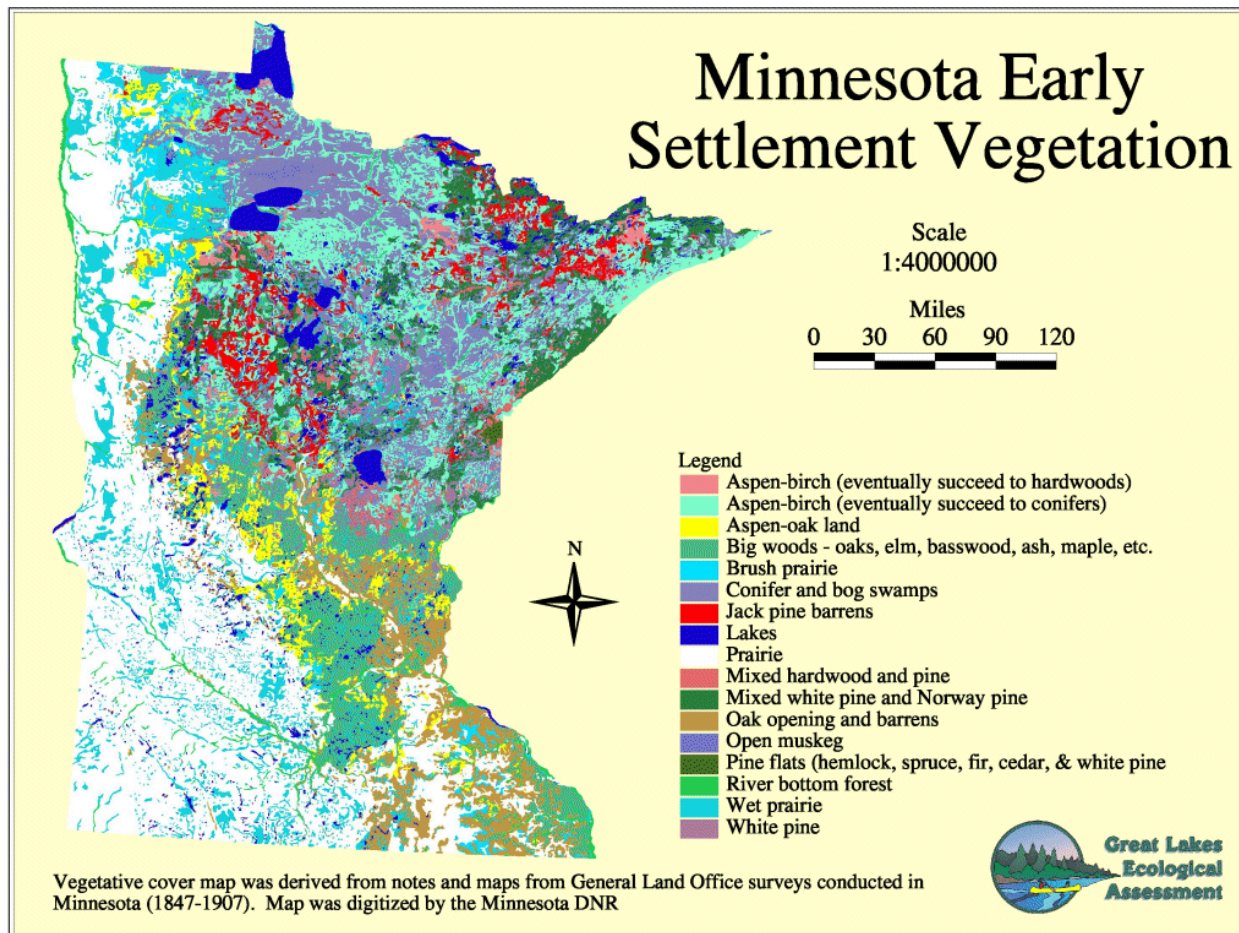 Minnesota Early
Settlement Vegetation
Scale
1:4000000
Miles
0 30 60 90 120
Legend
Aspen-birch (eventually succeed to hardwoods)
Aspen-birch (eventually succeed to conifers)
Aspen-oak land
Big woods - oaks, elm, basswood, ash, maple, etc.
Brush prairie
Conifer and bog swamps
Jack pine barrens
Lakes
Prairie
Mixed hardwood and pine
Mixed white pine and Norway pine
Oak opening and barrens
Open muskeg
Pine flats (hemlock, spruce, fir, cedar, & white pine
River bottom forest
Wet prairie
White pine
N
Vegetative cover map was derived from notes and maps from General Land Office surveys conducted in
Minnesota (1847-1907).  Map was digitized by the Minnesota DNR
Great Lakes
Ecological
Assessment